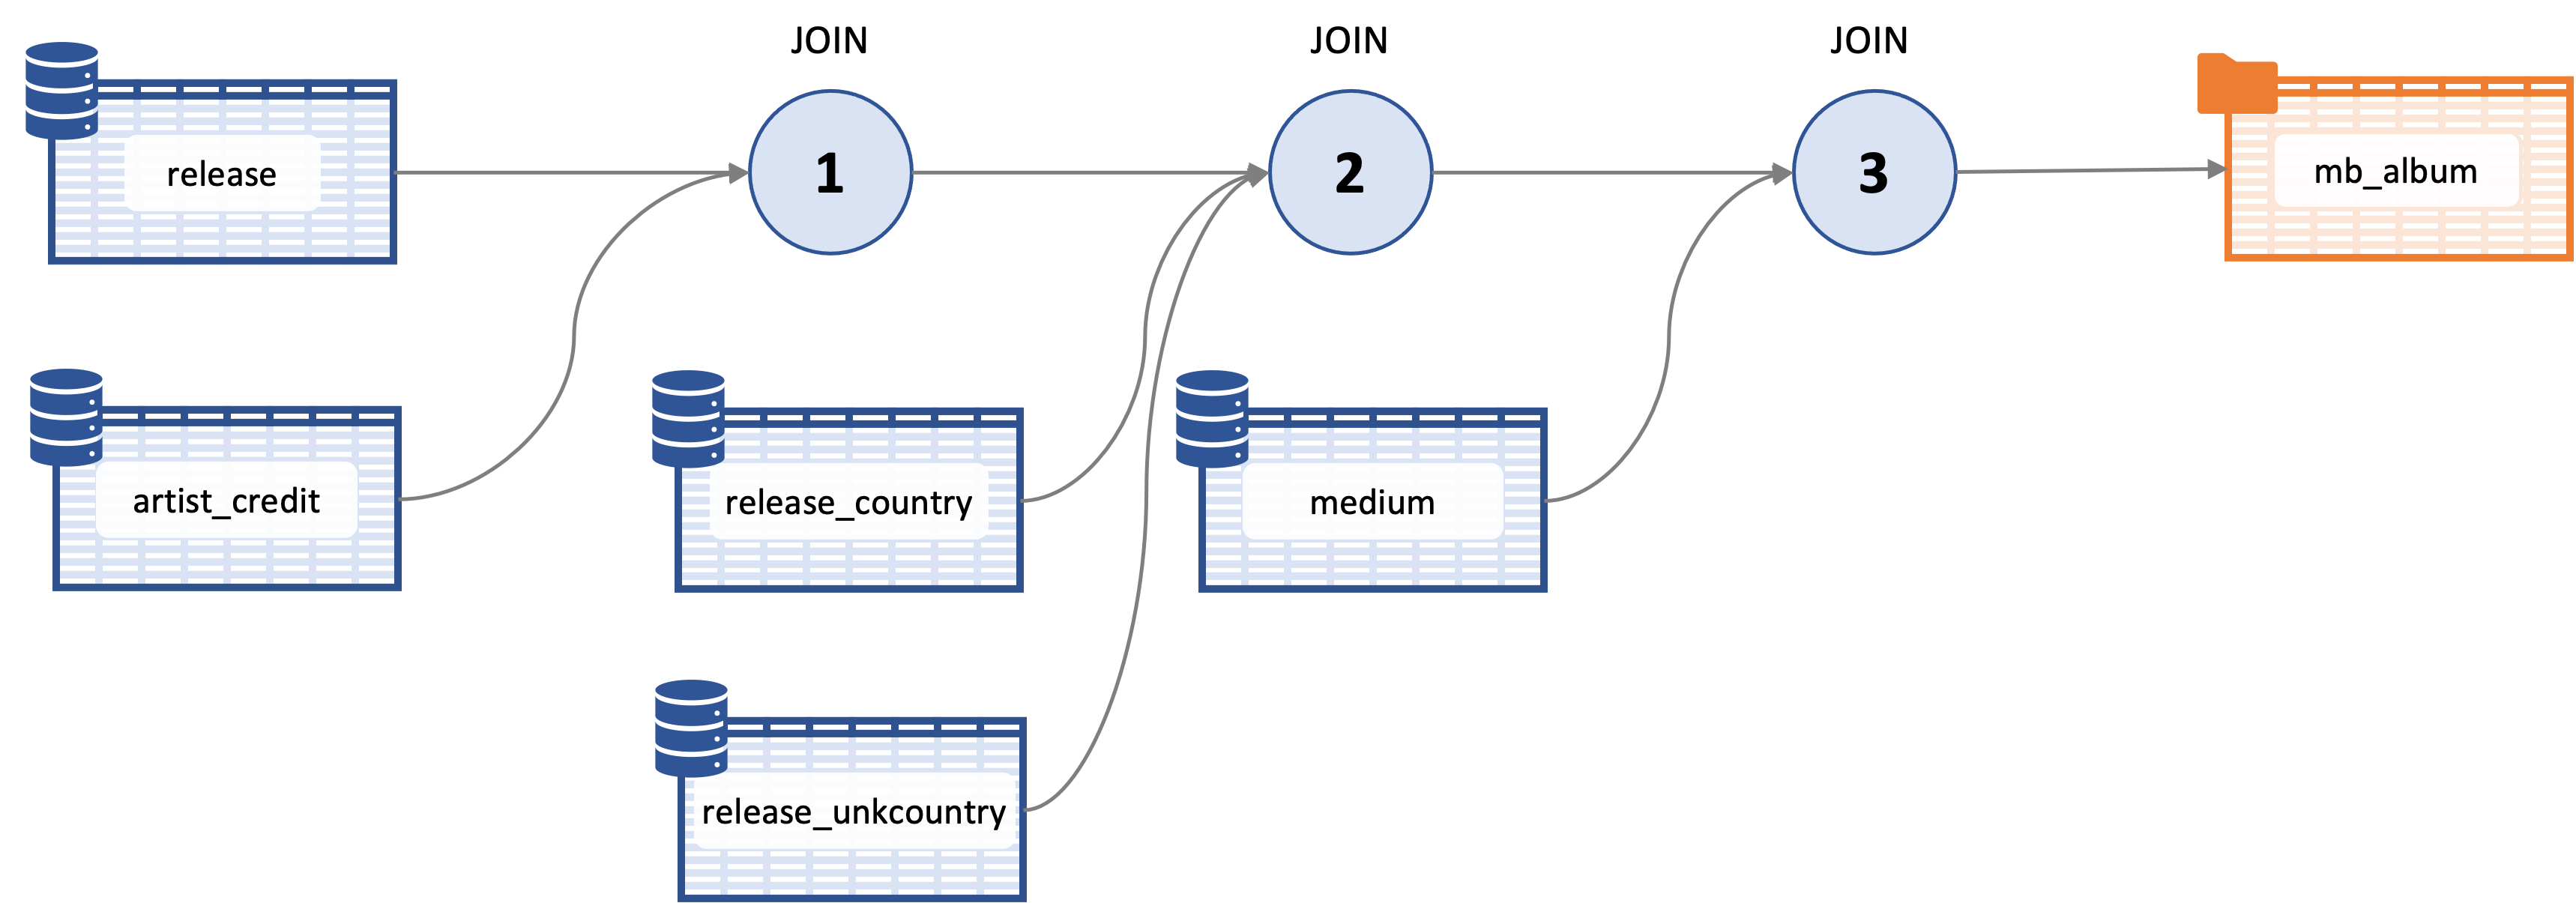 JOIN
JOIN
JOIN
release
1
2
3
mb_album
artist_credit
release_country
medium
release_unkcountry